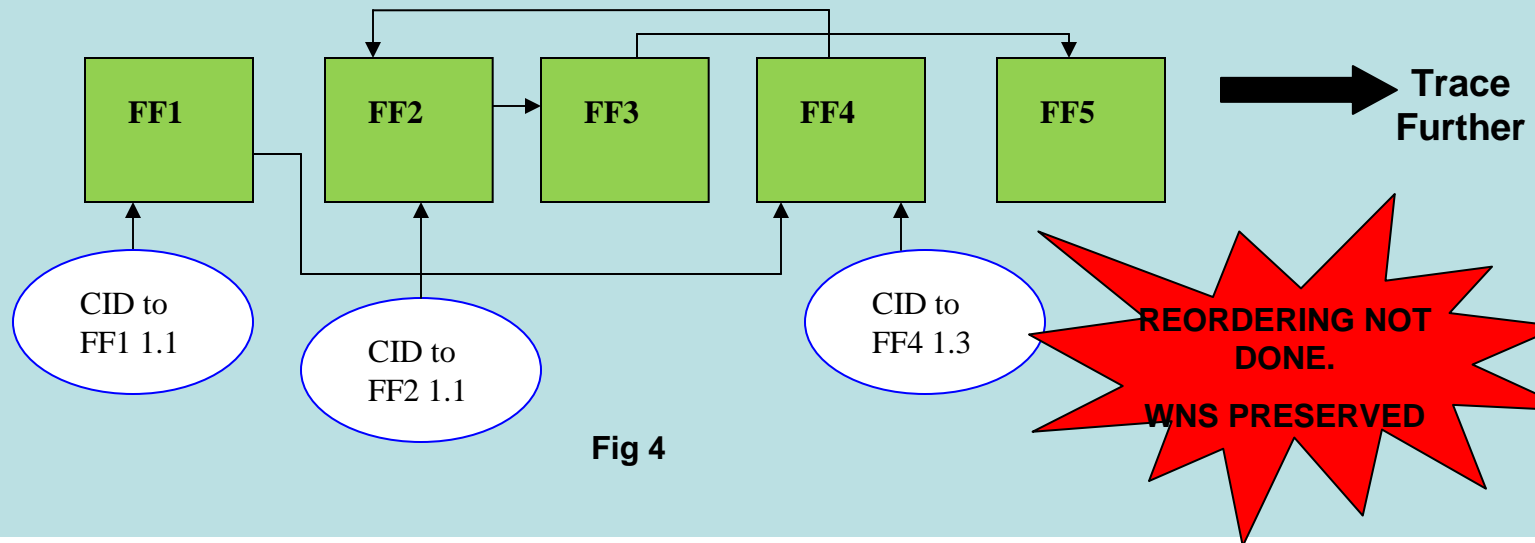 FF1
FF2
FF3
FF4
FF5
Trace
Further
CID to
FF1 1.1
CID to
FF2 1.1
CID to
FF4 1.3
REORDERING NOT
DONE.
WNS PRESERVED
Fig 4